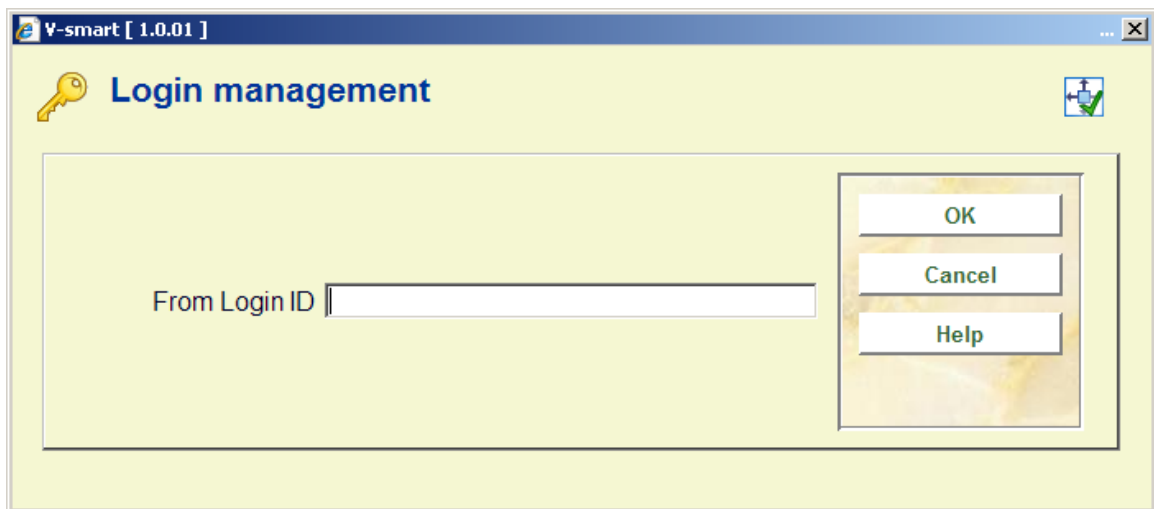 V-smart [ 1.0.01 ]
...
Login management
OK
Cancel
From Login ID
Help